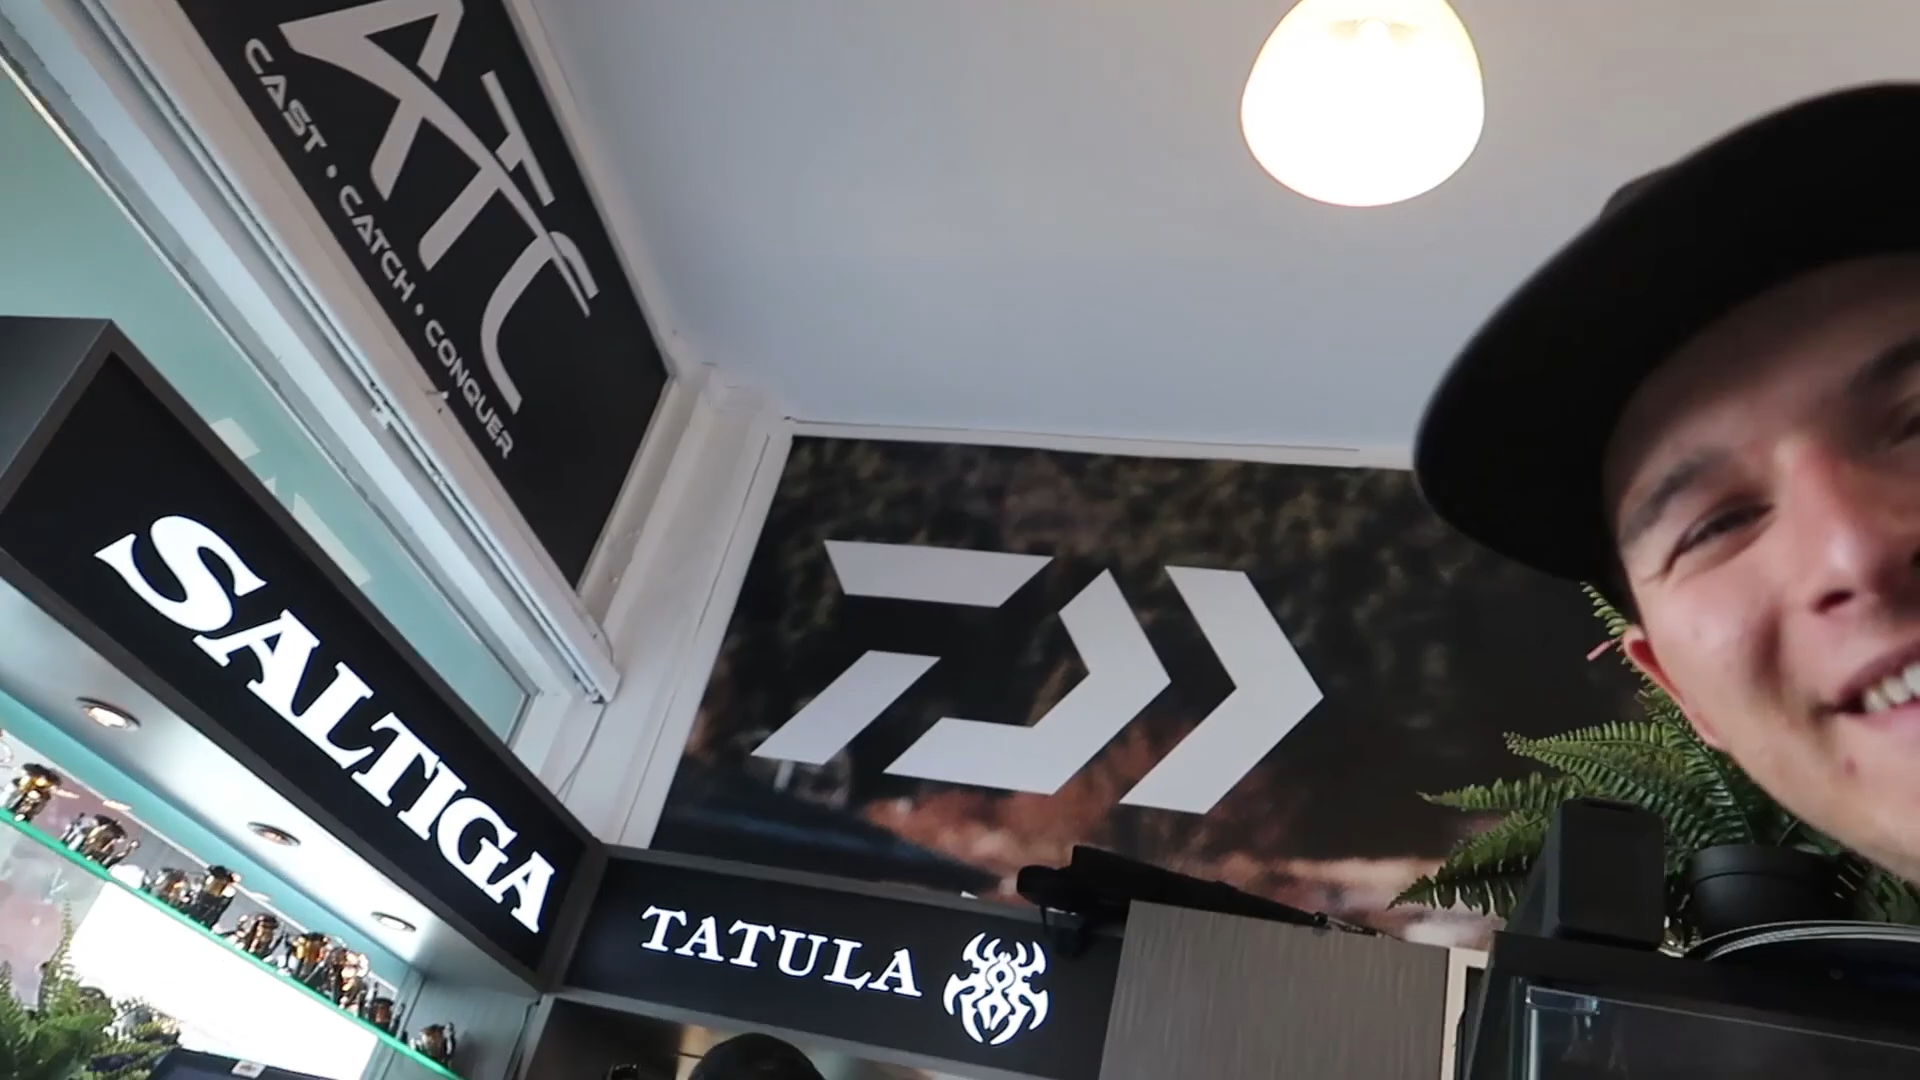 ATC
CAST • CATCH • CONQUER
SALTIGA
TATULA